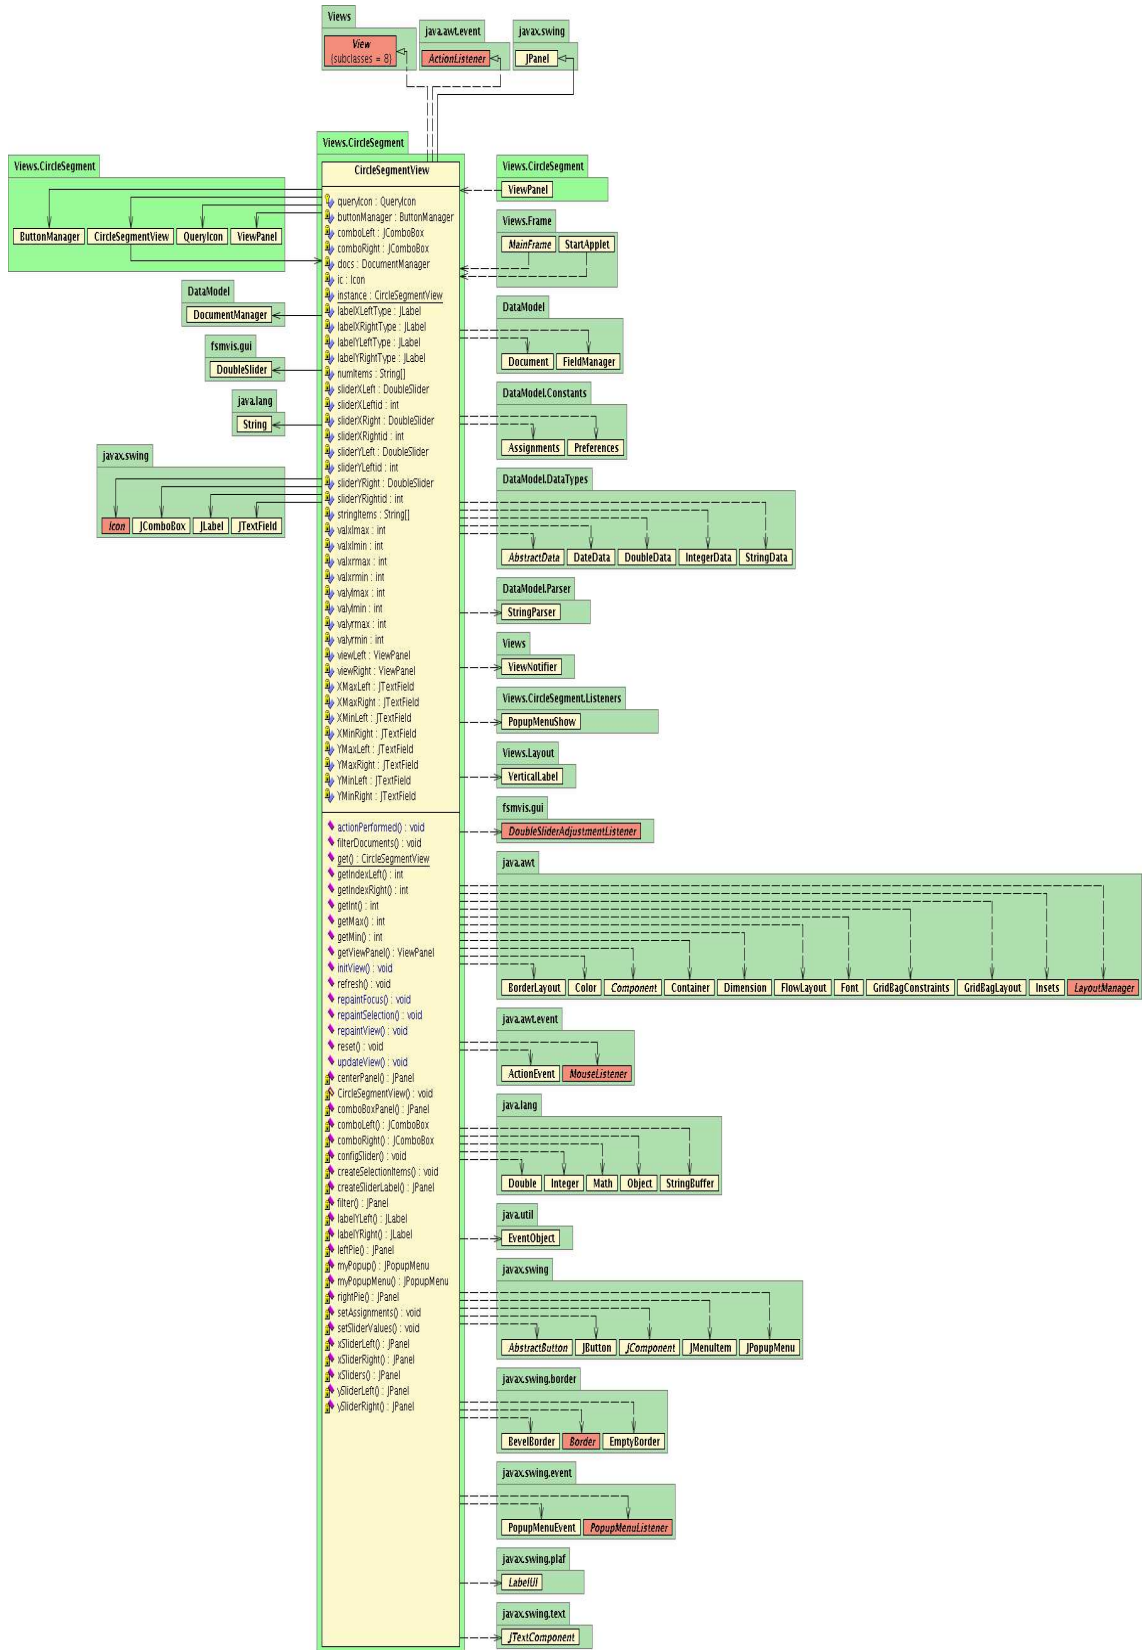 Views
View
(subclasses = 8)
java.awt.event
ActionListener
javax.swing
JPanel
Views.CircleSegment
ButtonManager
CircleSegmentView
QueryIcon
ViewPanel
DataModel
DocumentManager
fsmvis.gui
DoubleSlider
java.lang
String
javax.swing
Icon
JComboBox
JLabel
JTextField
Views.CircleSegment
CircleSegmentView
queryIcon : QueryIcon
buttonManager : ButtonManager
comboLeft : JComboBox
comboRight : JComboBox
docs : DocumentManager
ic : Icon
instance : CircleSegmentView
labelXLeftType : JLabel
labelXRightType : JLabel
labelYLeftType : JLabel
labelYRightType : JLabel
numItems : String[]
sliderXLeft : DoubleSlider
sliderXLeftid : int
sliderXRight : DoubleSlider
sliderXRightid : int
sliderYLeft : DoubleSlider
sliderYLeftid : int
sliderYRight : DoubleSlider
sliderYRightid : int
stringItems : String[]
valxlmax : int
valxlmin : int
valxrmax : int
valxrmin : int
valylmax : int
valylmin : int
valyrmax : int
valyrmin : int
viewLeft : ViewPanel
viewRight : ViewPanel
XMaxLeft : JTextField
XMaxRight : JTextField
XMinLeft : JTextField
XMinRight : JTextField
YMaxLeft : JTextField
YMaxRight : JTextField
YMinLeft : JTextField
YMinRight : JTextField
actionPerformed() : void
filterDocuments() : void
get() : CircleSegmentView
getIndexLeft() : int
getIndexRight() : int
getInt() : int
getMax() : int
getMin() : int
getViewPanel() : ViewPanel
initView() : void
refresh() : void
repaintFocus() : void
repaintSelection() : void
repaintView() : void
reset() : void
updateView() : void
centerPanel() : JPanel
CircleSegmentView() : void
comboBoxPanel() : JPanel
comboLeft() : JComboBox
comboRight() : JComboBox
configSlider() : void
createSelectionItems() : void
createSliderLabel() : JPanel
filter() : JPanel
labelYLeft() : JLabel
labelYRight() : JLabel
leftPie() : JPanel
myPopup() : JPopupMenu
myPopupMenu() : JPopupMenu
rightPie() : JPanel
setAssignments() : void
setSliderValues() : void
xSliderLeft() : JPanel
xSliderRight() : JPanel
xSliders() : JPanel
ySliderLeft() : JPanel
ySliderRight() : JPanel
Views.CircleSegment
ViewPanel
Views.Frame
MainFrame
StartApplet
DataModel
Document
FieldManager
DataModel.Constants
Assignments
Preferences
DataModel.DataTypes
AbstractData
DateData
DoubleData
IntegerData
StringData
DataModel.Parser
StringParser
Views
ViewNotifier
Views.CircleSegment.Listeners
PopupMenuShow
Views.Layout
VerticalLabel
fsmvis.gui
DoubleSliderAdjustmentListener
java.awt
BorderLayout
Color
Component
Container
Dimension
FlowLayout
Font
GridBagConstraints
GridBagLayout
Insets
LayoutManager
java.awt.event
ActionEvent
MouseListener
java.lang
Double
Integer
Math
Object
StringBuffer
java.util
EventObject
javax.swing
AbstractButton
JButton
JComponent
JMenuItem
JPopupMenu
javax.swing.border
BevelBorder
Border
EmptyBorder
javax.swing.event
PopupMenuEvent
PopupMenuListener
javax.swing.plaf
LabelUI
javax.swing.text
JTextComponent